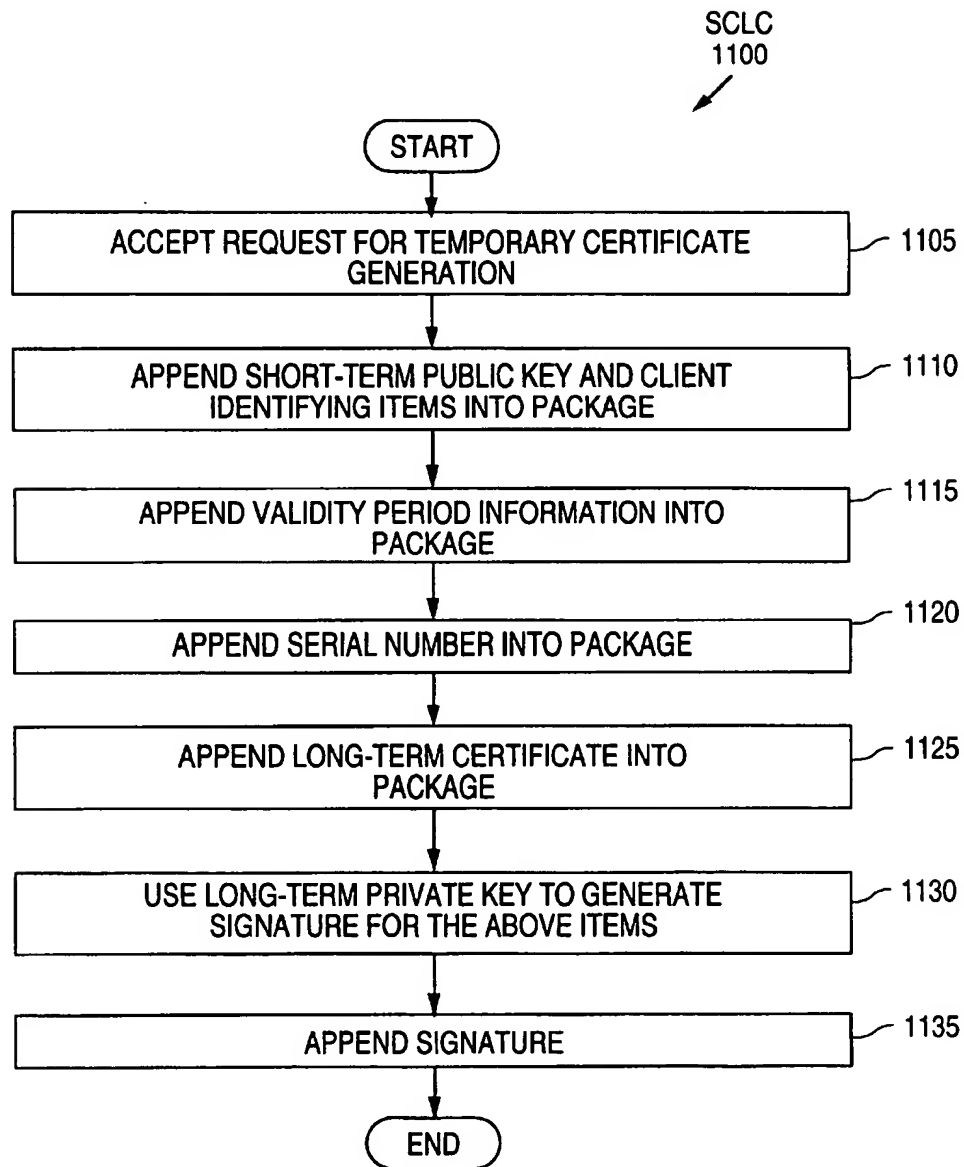 SCLC
1100
START
ACCEPT REQUEST FOR TEMPORARY CERTIFICATE
GENERATION
1105
APPEND SHORT-TERM PUBLIC KEY AND CLIENT
IDENTIFYING ITEMS INTO PACKAGE
1110
APPEND VALIDITY PERIOD INFORMATION INTO
PACKAGE
1115
APPEND SERIAL NUMBER INTO PACKAGE
1120
APPEND LONG-TERM CERTIFICATE INTO
PACKAGE
1125
USE LONG-TERM PRIVATE KEY TO GENERATE
SIGNATURE FOR THE ABOVE ITEMS
1130
APPEND SIGNATURE
1135
END